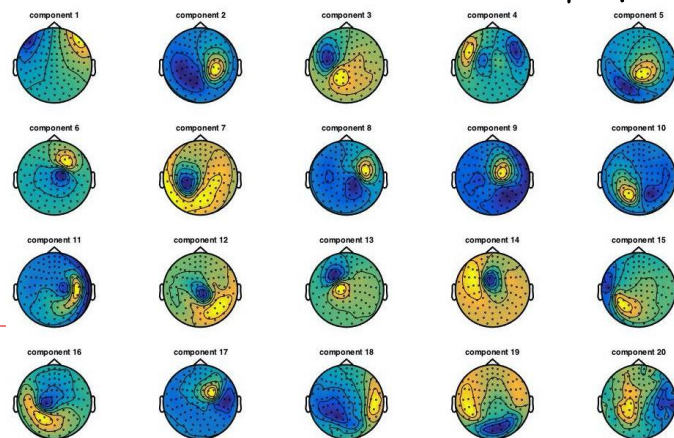 component 1 component 2 component 3 component 4 component 5
component 6 component 7 component 8 component 9 component 10
component 11 component 12 component 13 component 14 component 15
component 16 component 17 component 18 component 19 component 20